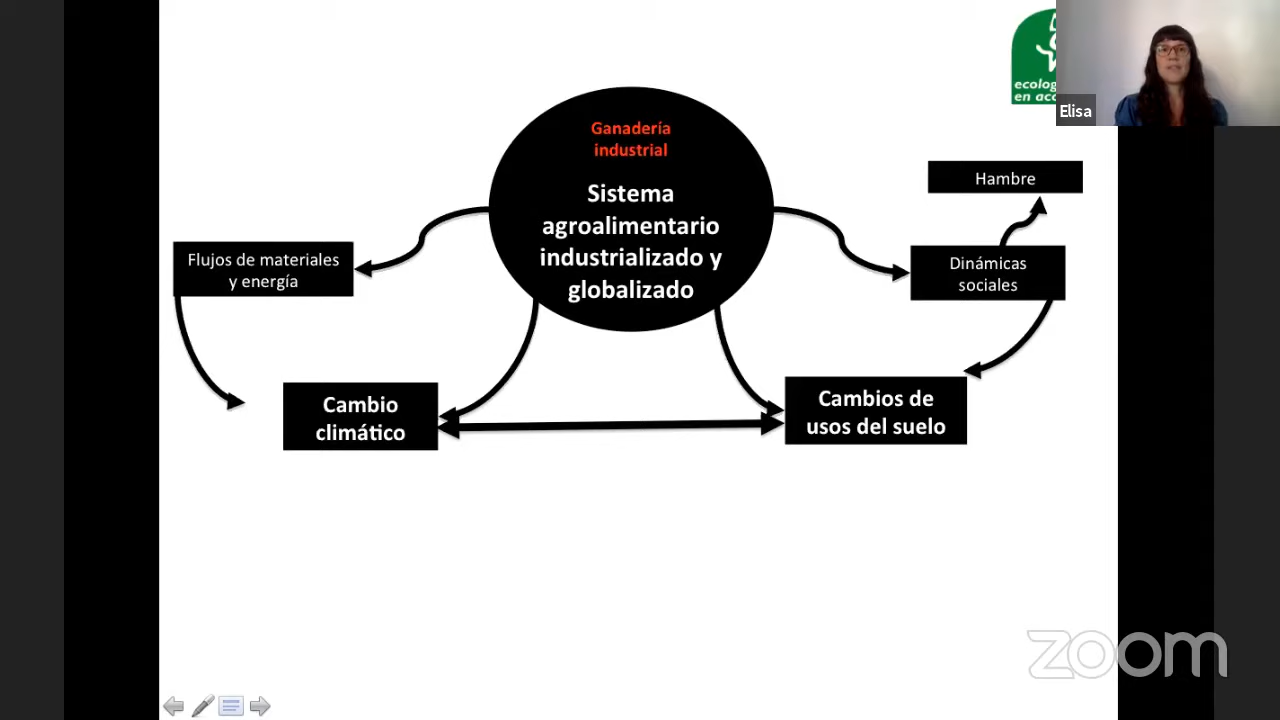 Ganadería
industrial
Sistema
agroalimentario
industrializado y
globalizado
Flujos de materiales
y energía
Hambre
Dinámicas
sociales
Cambio
climático
Cambios de
usos del suelo
en
Elisa
zoom